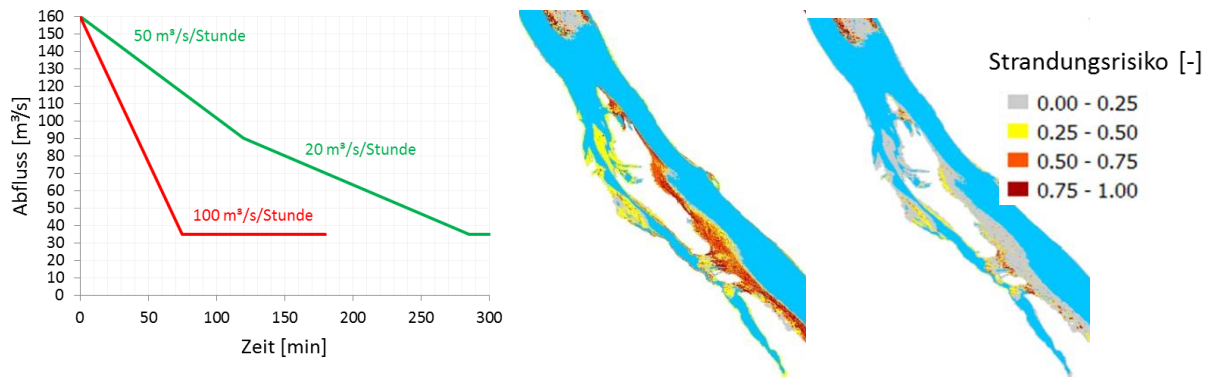 Abfluss [m³/s]
160
150
140
130
120
110
100
90
80
70
60
50
40
30
20
10
0
50 m³/s/Stunde
20 m³/s/Stunde
100 m³/s/Stunde
0 50 100 150 200 250 300
Zeit [min]
Strandungsrisiko [-]
0.00 - 0.25
0.25 - 0.50
0.50 - 0.75
0.75 - 1.00